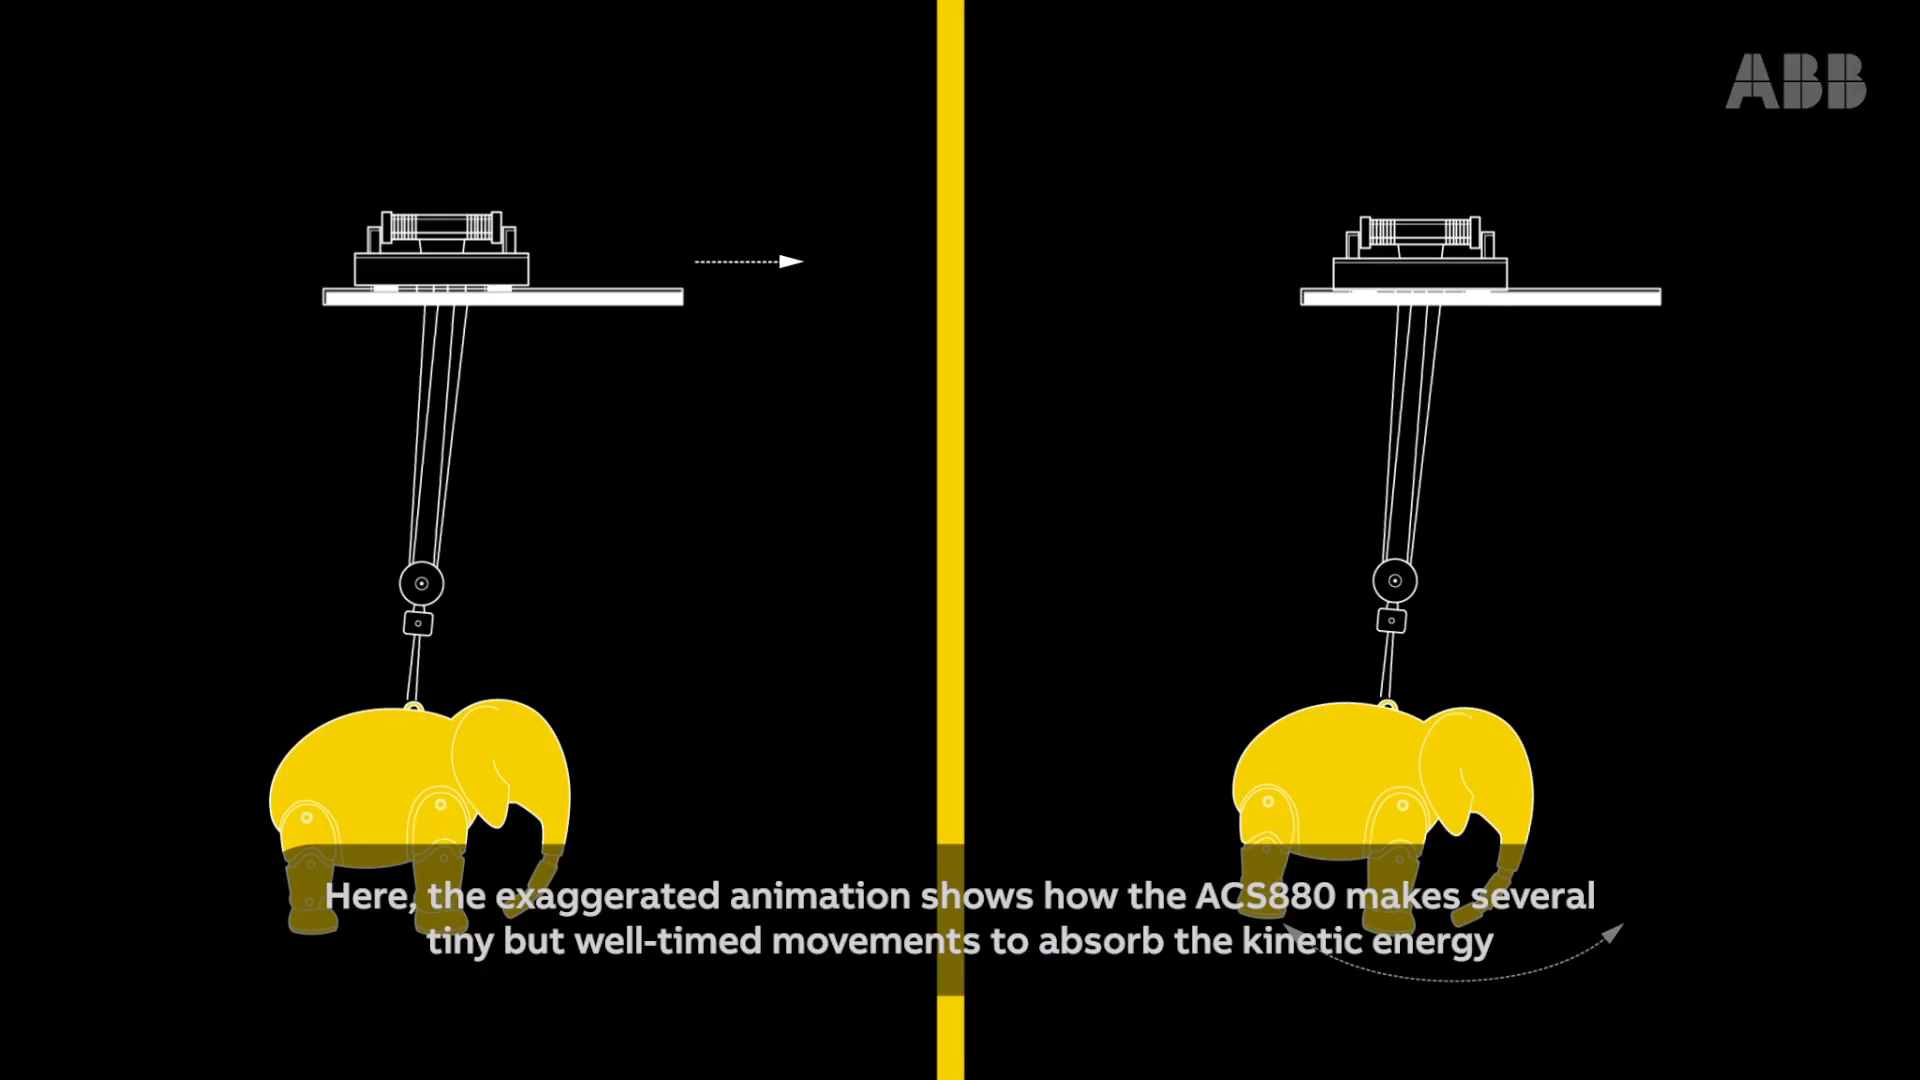 ABB
Here, the exaggerated animation shows how the ACS880 makes several
tiny but well-timed movements to absorb the kinetic energy